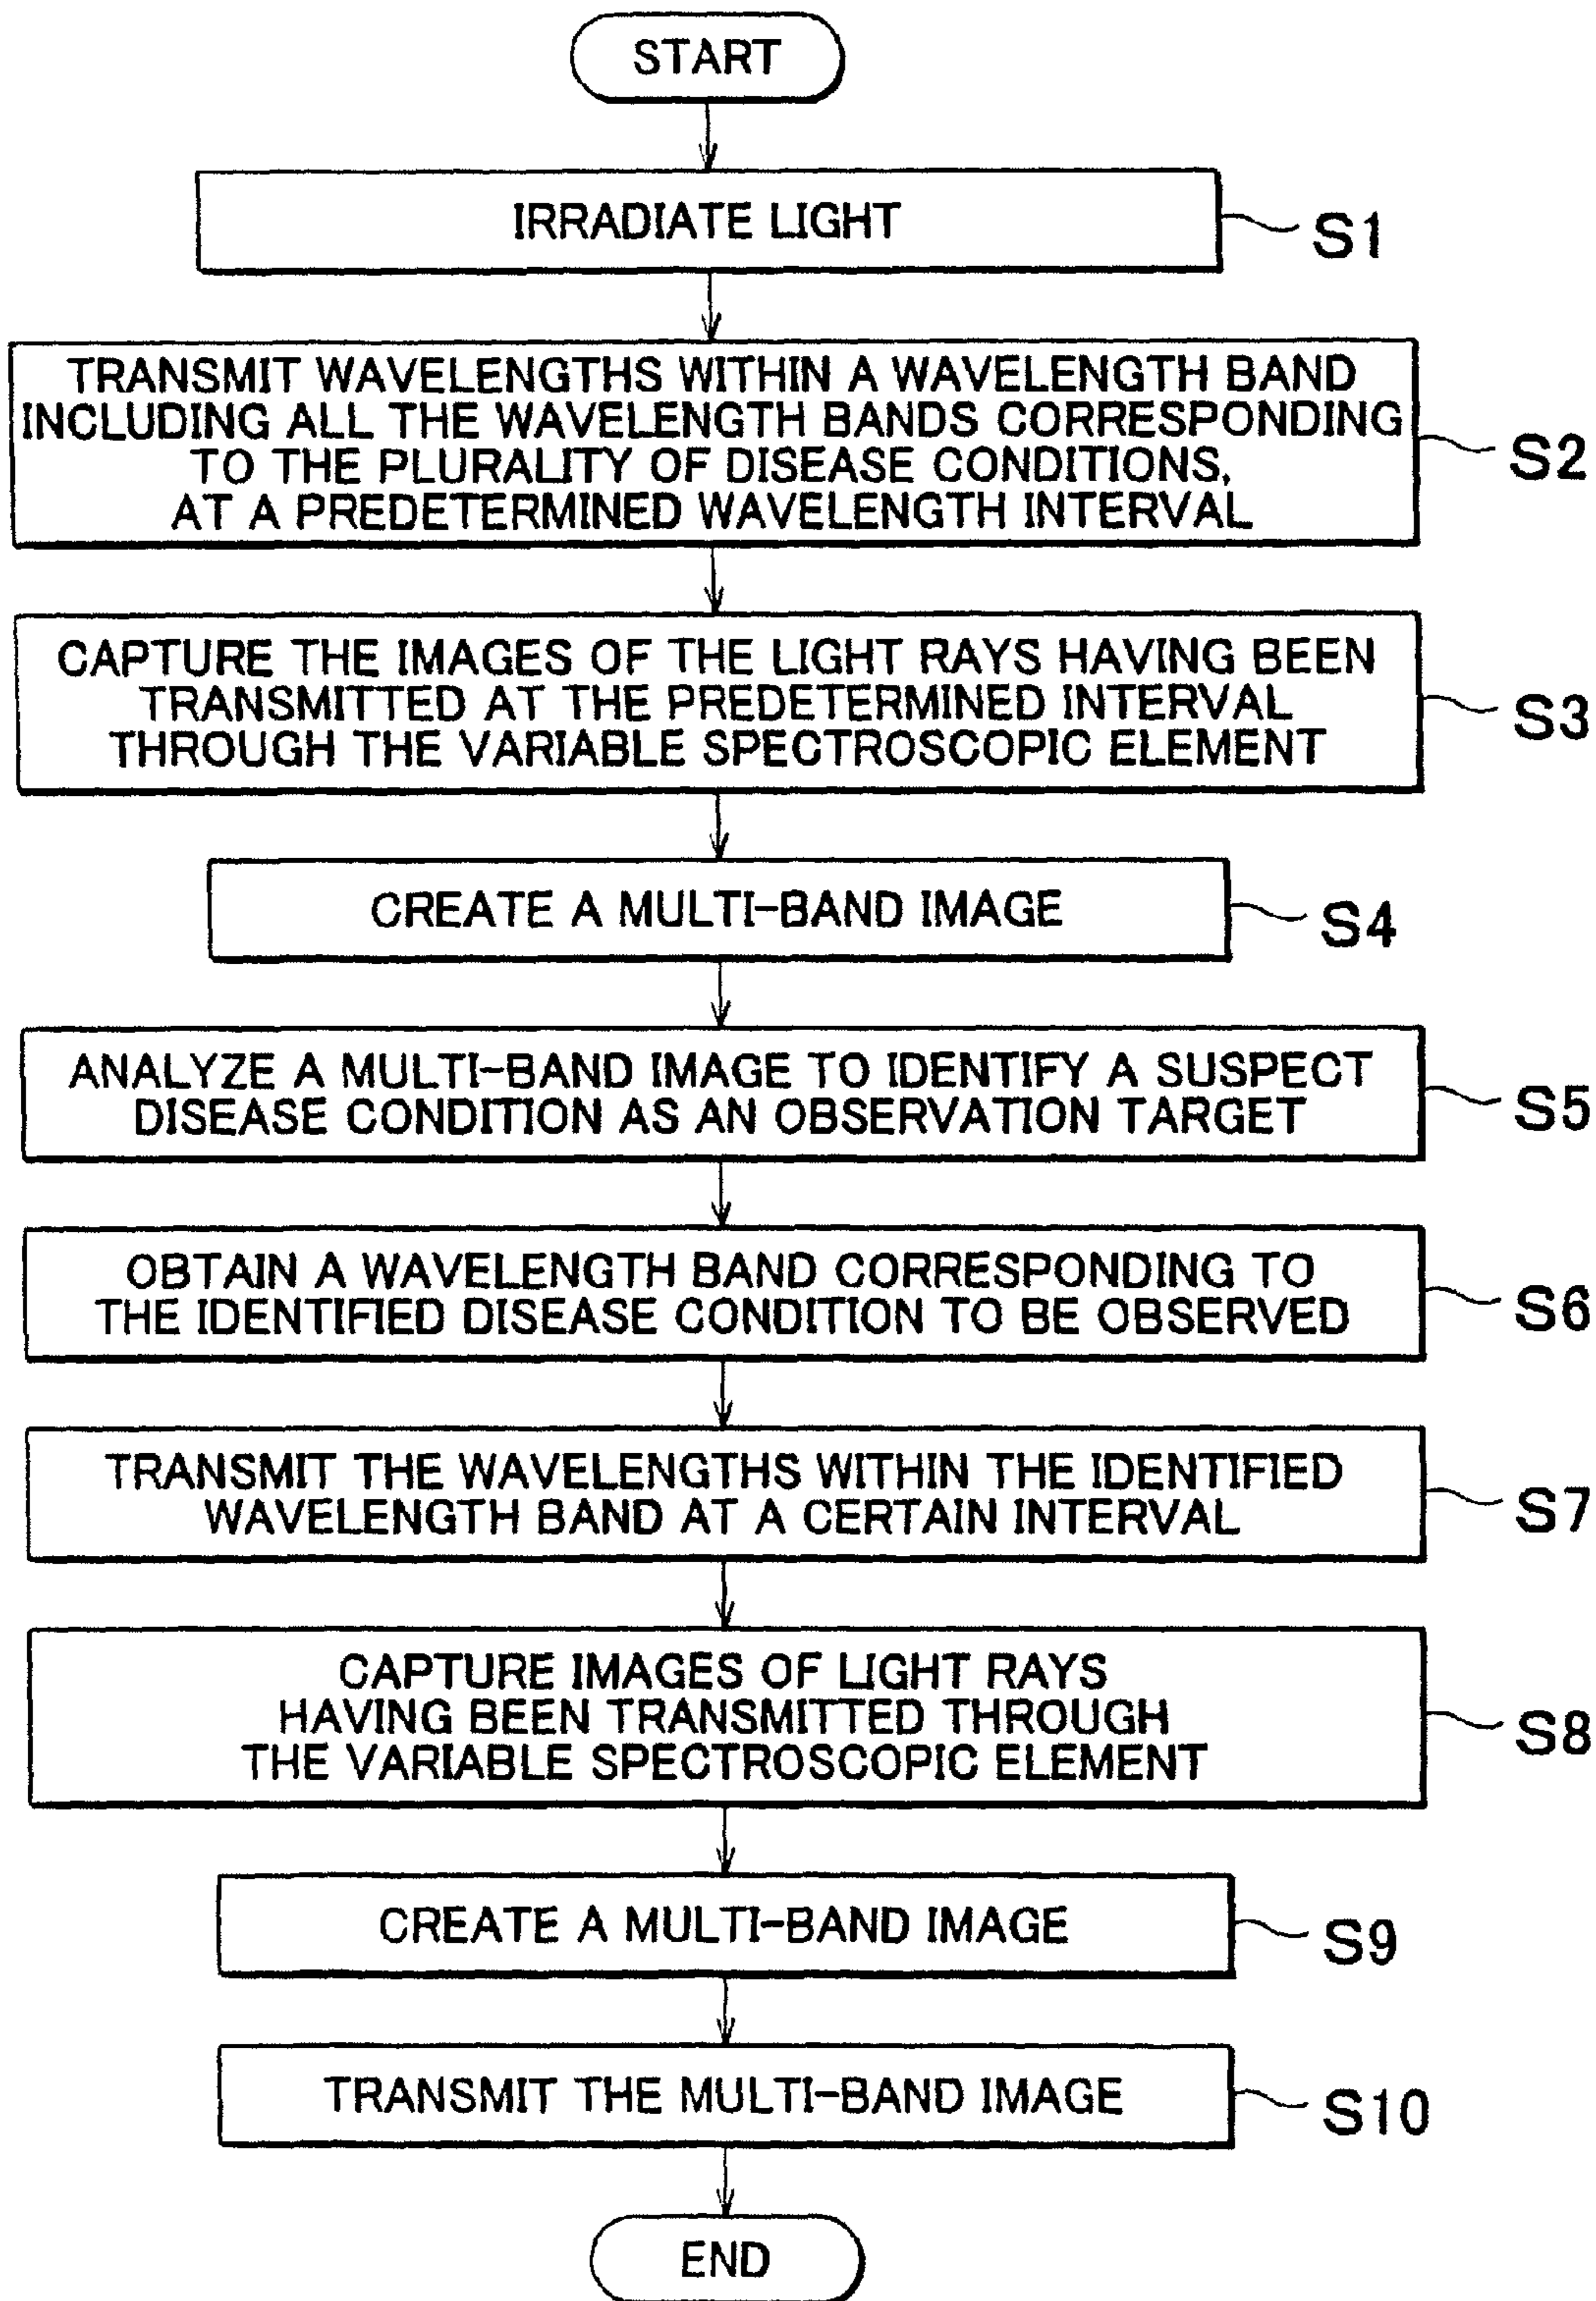 START
IRRADIATE LIGHT
S1
TRANSMIT WAVELENGTHS WITHIN A WAVELENGTH BAND
INCLUDING ALL THE WAVELENGTH BANDS CORRESPONDING
TO THE PLURALITY OF DISEASE CONDITIONS,
AT A PREDETERMINED WAVELENGTH INTERVAL
S2
CAPTURE THE IMAGES OF THE LIGHT RAYS HAVING BEEN
TRANSMITTED AT THE PREDETERMINED INTERVAL
THROUGH THE VARIABLE SPECTROSCOPIC ELEMENT
S3
CREATE A MULTI-BAND IMAGE
S4
ANALYZE A MULTI-BAND IMAGE TO IDENTIFY A SUSPECT
DISEASE CONDITION AS AN OBSERVATION TARGET
S5
OBTAIN A WAVELENGTH BAND CORRESPONDING TO
THE IDENTIFIED DISEASE CONDITION TO BE OBSERVED
S6
TRANSMIT THE WAVELENGTHS WITHIN THE IDENTIFIED
WAVELENGTH BAND AT A CERTAIN INTERVAL
S7
CAPTURE IMAGES OF LIGHT RAYS
HAVING BEEN TRANSMITTED THROUGH
THE VARIABLE SPECTROSCOPIC ELEMENT
S8
CREATE A MULTI-BAND IMAGE
S9
TRANSMIT THE MULTI-BAND IMAGE
S10
END